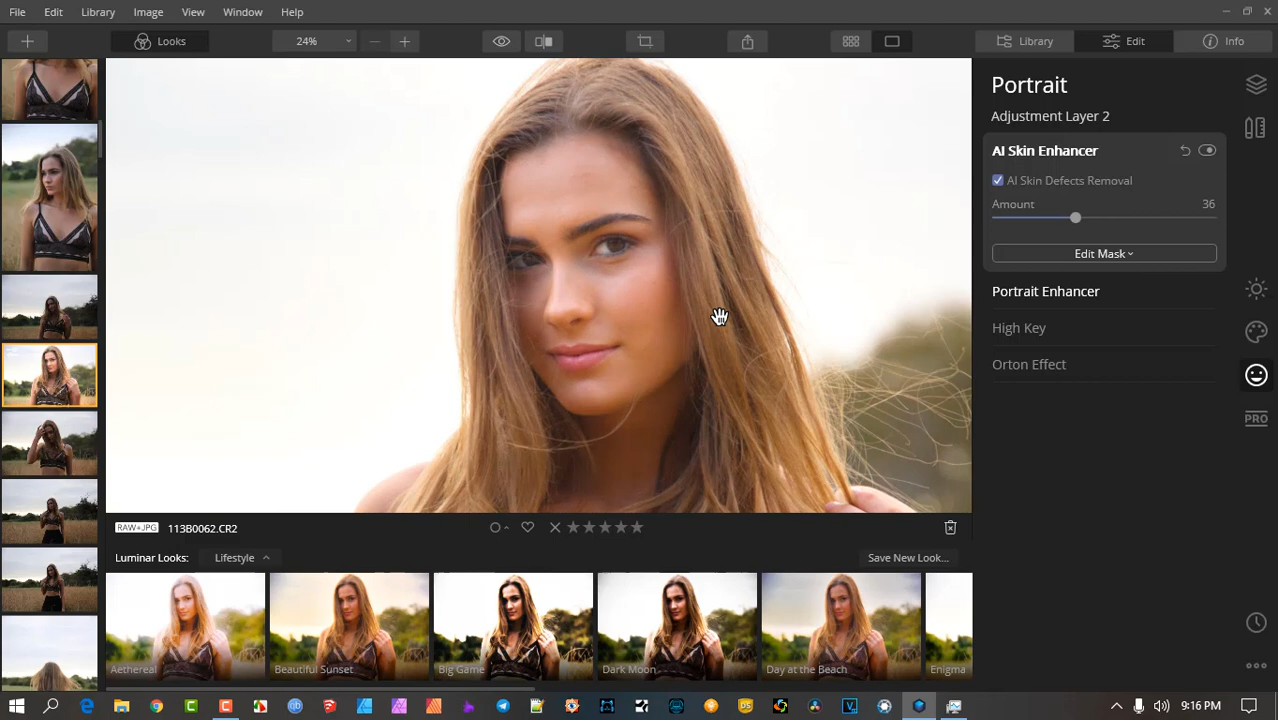 File Edit Library Image View Window Help
Looks 24% Library Edit Info
Portrait
Adjustment Layer 2
AI Skin Enhancer
AI Skin Defects Removal
Amount 36
Edit Mask
Portrait Enhancer
High Key
Orton Effect
PRO
RAW+JPG 113B0062.CR2
Luminar Looks: Lifestyle Save New Look...
Aethereal Beautiful Sunset Big Game Dark Moon Day at the Beach Enigma
9:16 PM